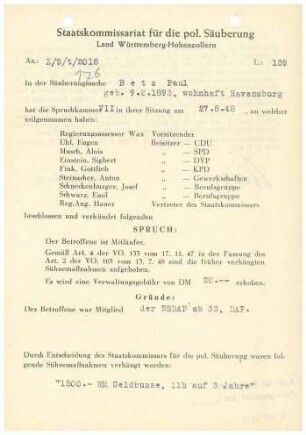 Staatskommissariat für die pol. Säuberung
Land Württemberg-Hohenzollern
Az.: Z/9/t/2018 L: 139
176
In der Säuberungssache Betz Paul
geb. 9.2.1893, wohnhaft Ravensburg
hat die Spruchkammer VII in ihrer Sitzung am 27.8.48 an welcher
teilgenommen haben:
Regierungsassessor Wax Vorsitzender
Uhl, Eugen Beisitzer — CDU
Musch, Alois „ — SPD
Einstein, Sigbert „ — DVP
Fink, Gottlich „ — KPD
Steinacher, Anton „ — Gewerkschaften
Schneckenburger, Josef „ — Berufsgruppe
Schwarz, Emil „ — Berufsgruppe
Reg.Ang. Hauer Vertreter des Staatskommissars
beschlossen und verkündet folgenden
SPRUCH:
Der Betroffene ist Mitläufer.
Gemäß Art. 4 der VO. 133 vom 17. 11. 47 in der Fassung des
Art. 2 der VO. 165 vom 13. 7. 48 sind die früher verhängten
Sühnemaßnahmen aufgehoben.
Es wird eine Verwaltungsgebühr von DM 20.-- erhoben.
Gründe:
Der Betroffene war Mitglied der NSDAP ab 33, DAF.
Durch Entscheidung des Staatskommissars für die pol. Säuberung waren folgende Sühnemaßnahmen verhängt worden:
"1500.- RM Geldbusse, 11b auf 3 Jahre"